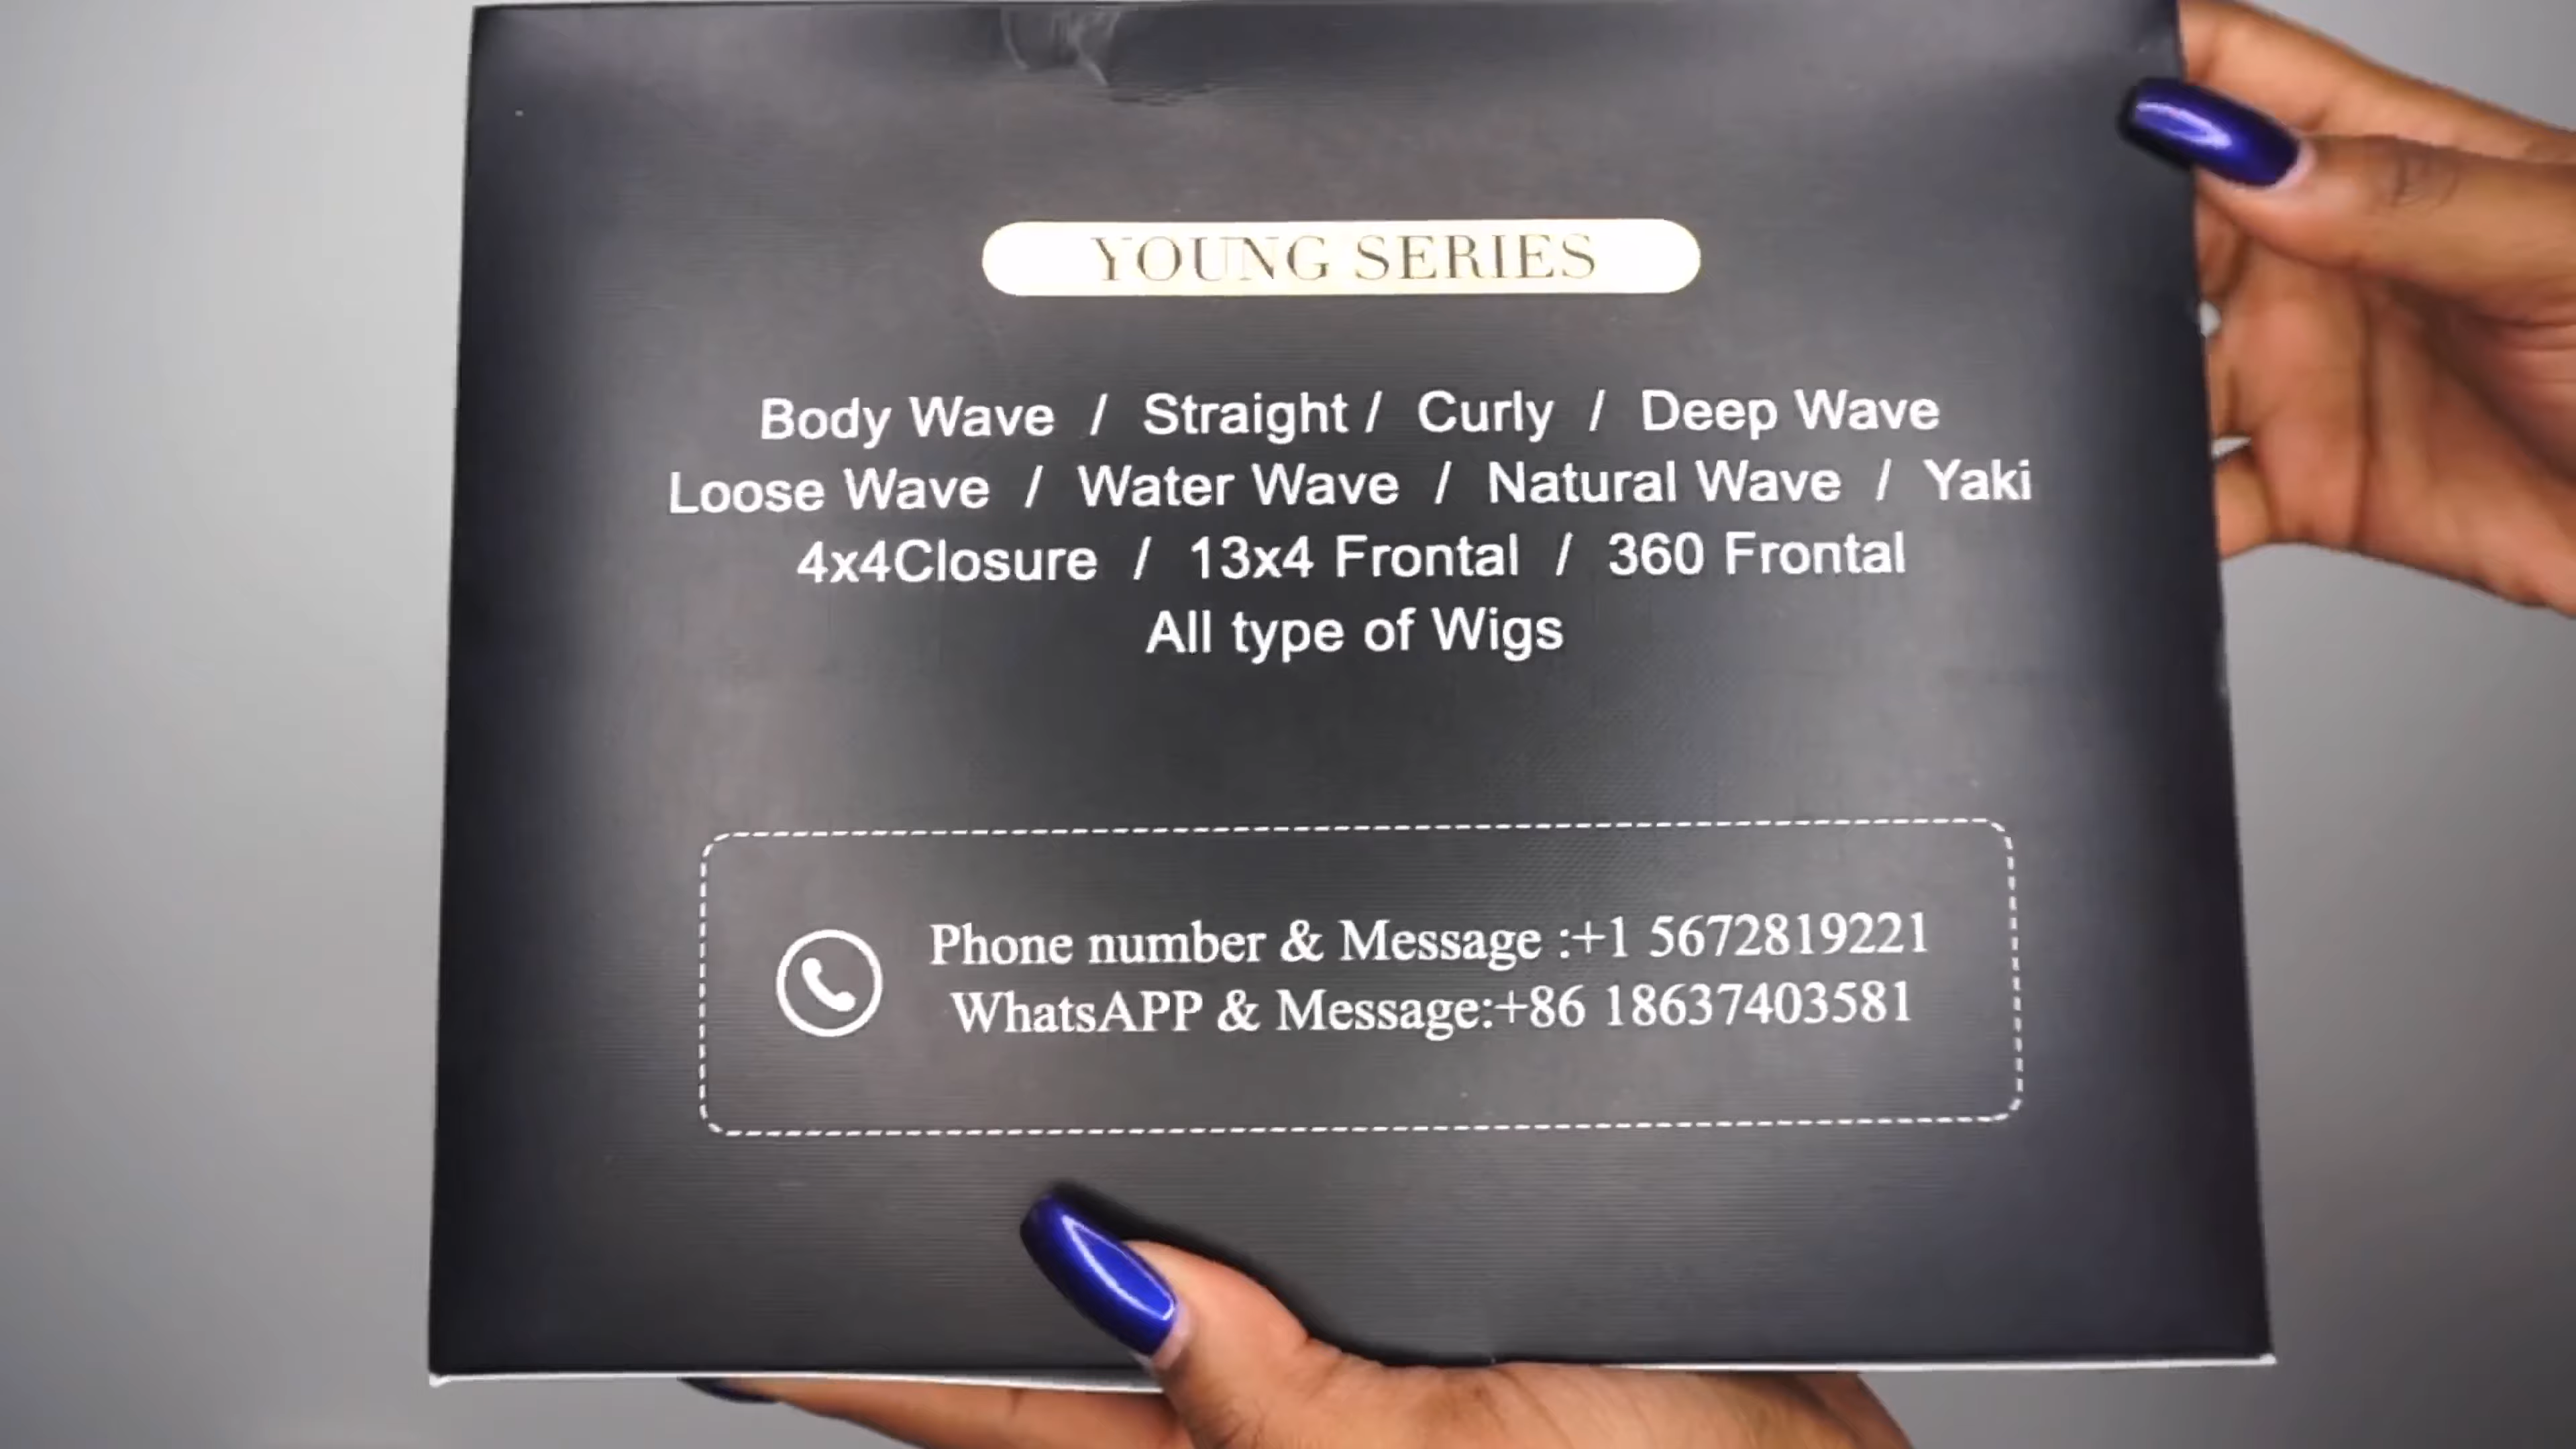 YOUNG SERIES
Body Wave / Straight / Curly / Deep Wave
Loose Wave / Water Wave / Natural Wave / Yaki
4x4Closure / 13x4 Frontal / 360 Frontal
All type of Wigs
Phone number & Message :+1 5672819221
WhatsAPP & Message:+86 18637403581